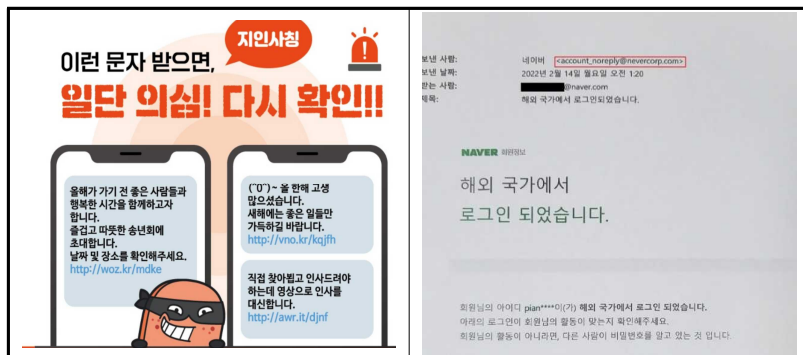 지인사칭
이런 문자 받으면,
일단 의심! 다시 확인!!
올해가 가기 전 좋은 사람들과
행복한 시간을 함께하고자
합니다.
즐겁고 따뜻한 송년회에
초대합니다.
날짜 및 장소를 확인해주세요.
http://woz.kr/mdke
(^0^)~ 올 한해 고생
많으셨습니다.
새해에는 좋은 일들만
가득하길 바랍니다.
http://vno.kr/kqjfh
직접 찾아뵙고 인사드려야
하는데 영상으로 인사를
대신합니다.
http://awr.it/djnf
보낸 사람: 네이버 <account_noreply@nevercorp.com>
보낸 날짜: 2022년 2월 14일 월요일 오전 1:20
받는 사람: @naver.com
제목: 해외 국가에서 로그인되었습니다.
NAVER 회원정보
해외 국가에서
로그인 되었습니다.
회원님의 아이디 pian****이(가) 해외 국가에서 로그인 되었습니다.
아래의 로그인이 회원님의 활동이 맞는지 확인해주세요.
회원님의 활동이 아니라면, 다른 사람이 비밀번호를 알고 있는 것 입니다.